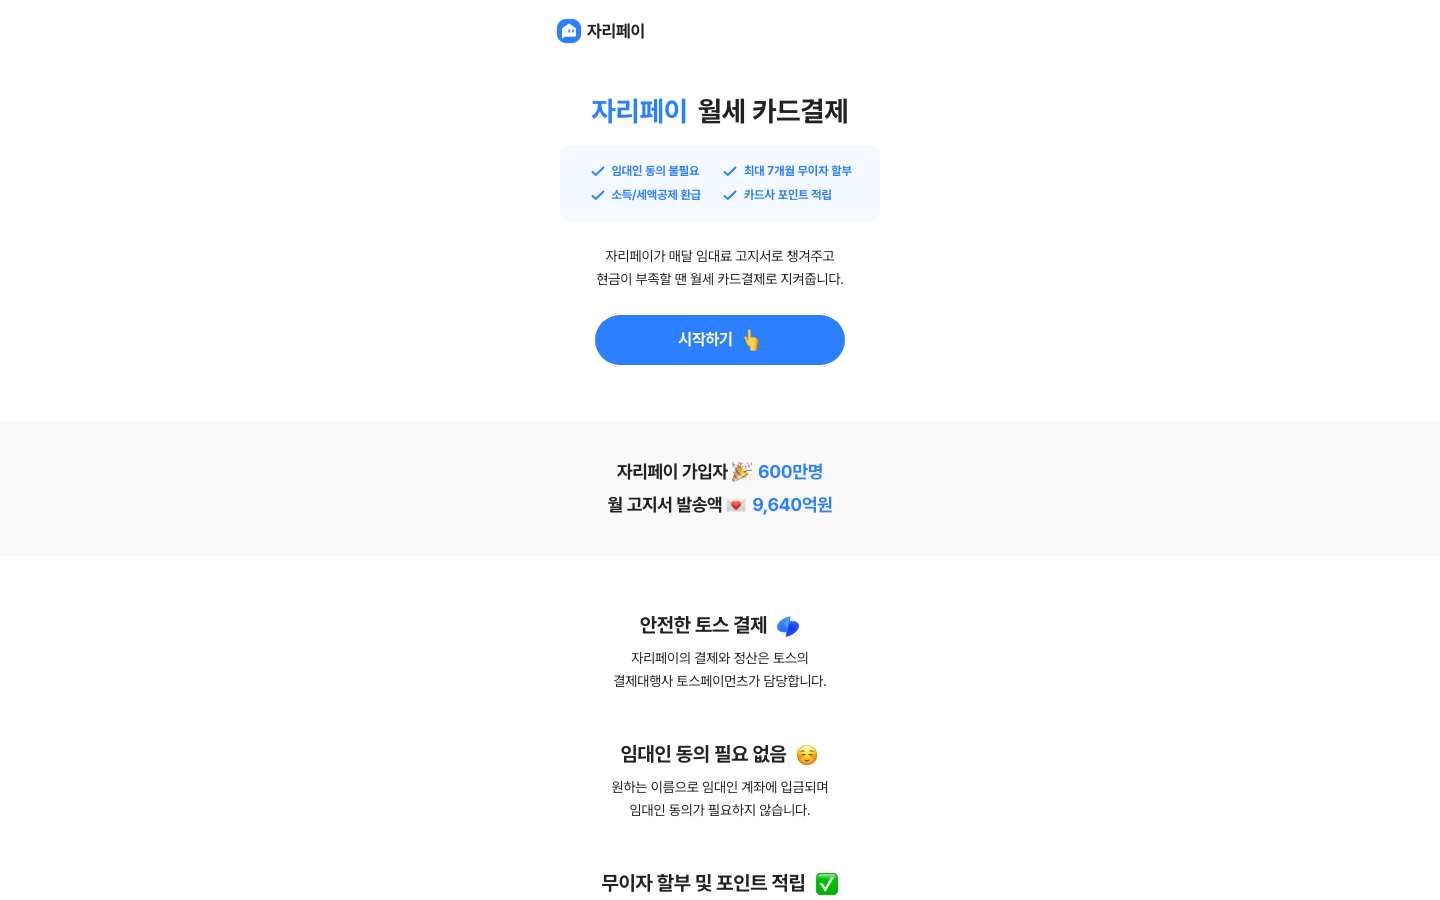 자리페이
자리페이 월세 카드결제
임대인 동의 불필요
최대 7개월 무이자 할부
소득/세액공제 환급
카드사 포인트 적립
자리페이가 매달 임대료 고지서로 챙겨주고
현금이 부족할 땐 월세 카드결제로 지켜줍니다.
시작하기
자리페이 가입자 🎉 600만명
월 고지서 발송액 💌 9,640억원
안전한 토스 결제
자리페이의 결제와 정산은 토스의
결제대행사 토스페이먼츠가 담당합니다.
임대인 동의 필요 없음 ☺️
원하는 이름으로 임대인 계좌에 입금되며
임대인 동의가 필요하지 않습니다.
무이자 할부 및 포인트 적립 ✅